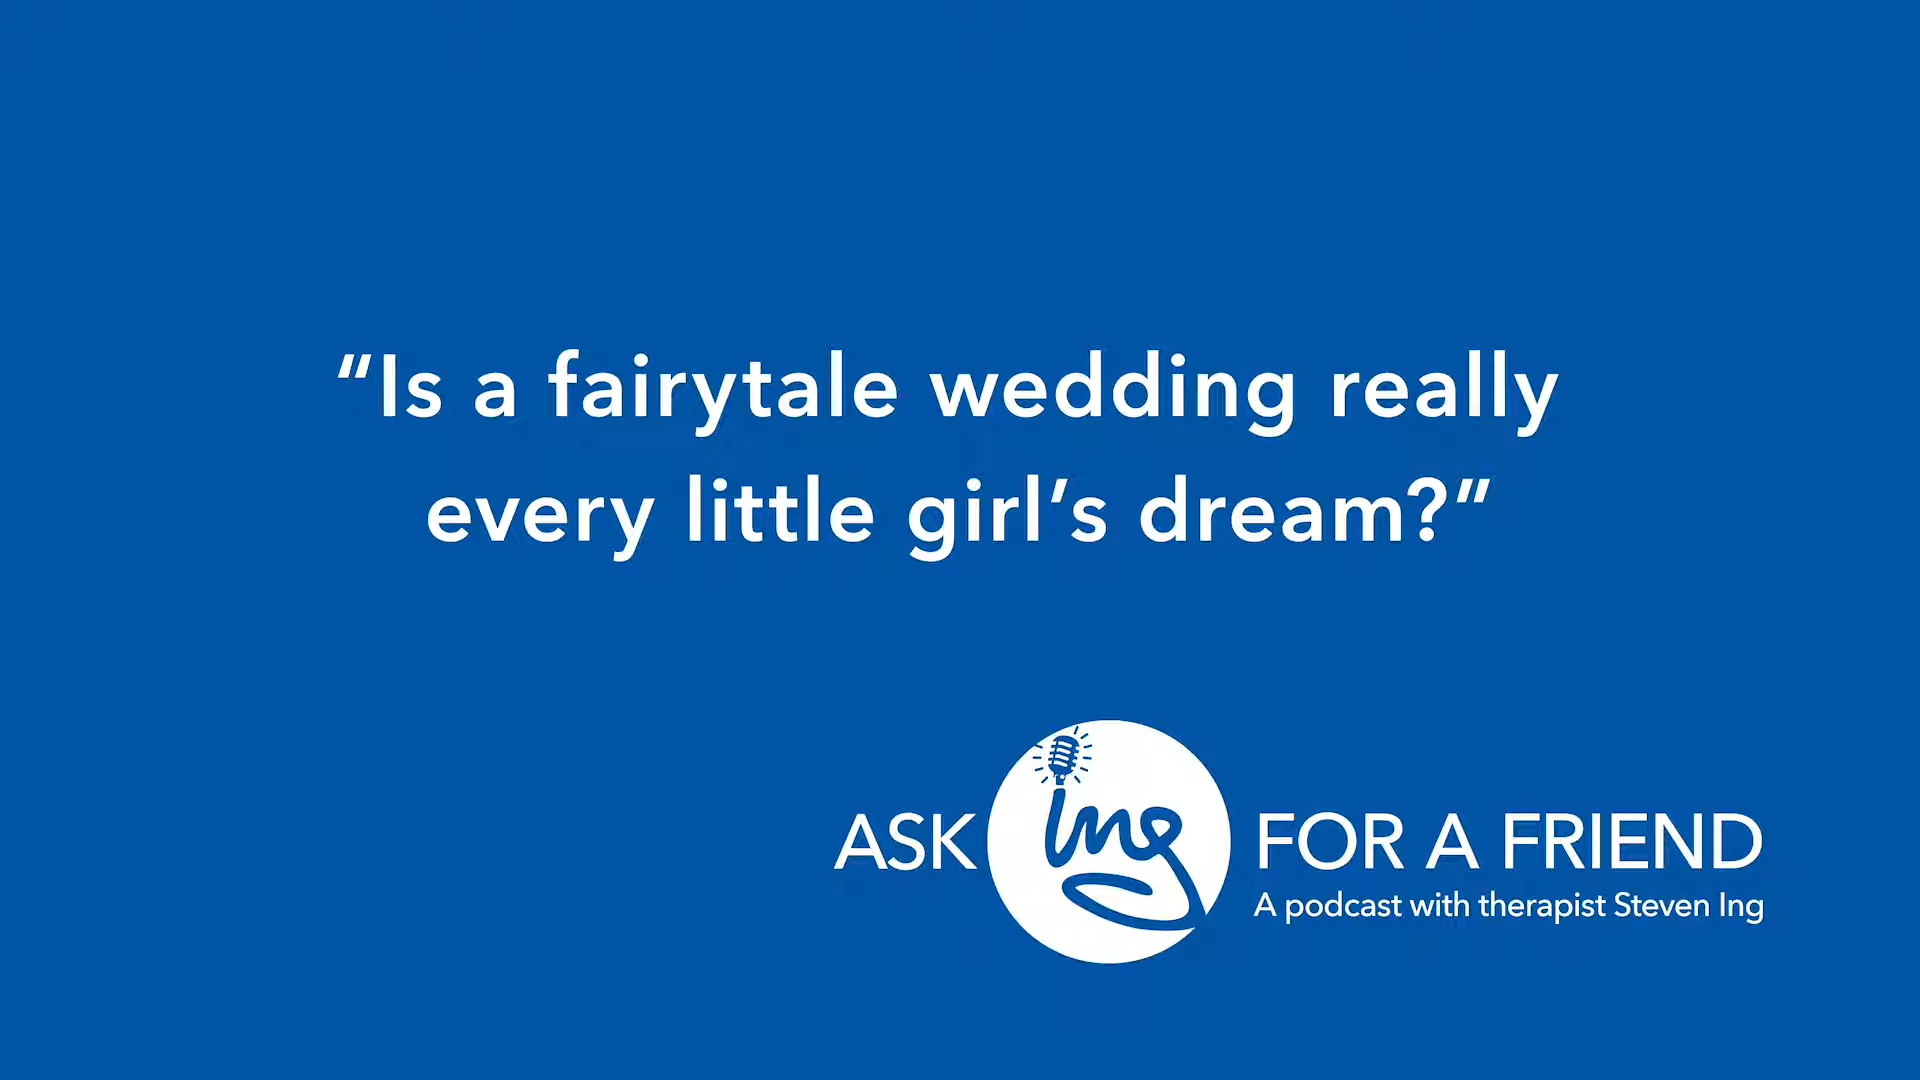 “Is a fairytale wedding really
every little girl’s dream?”
ASK ing FOR A FRIEND
A podcast with therapist Steven Ing